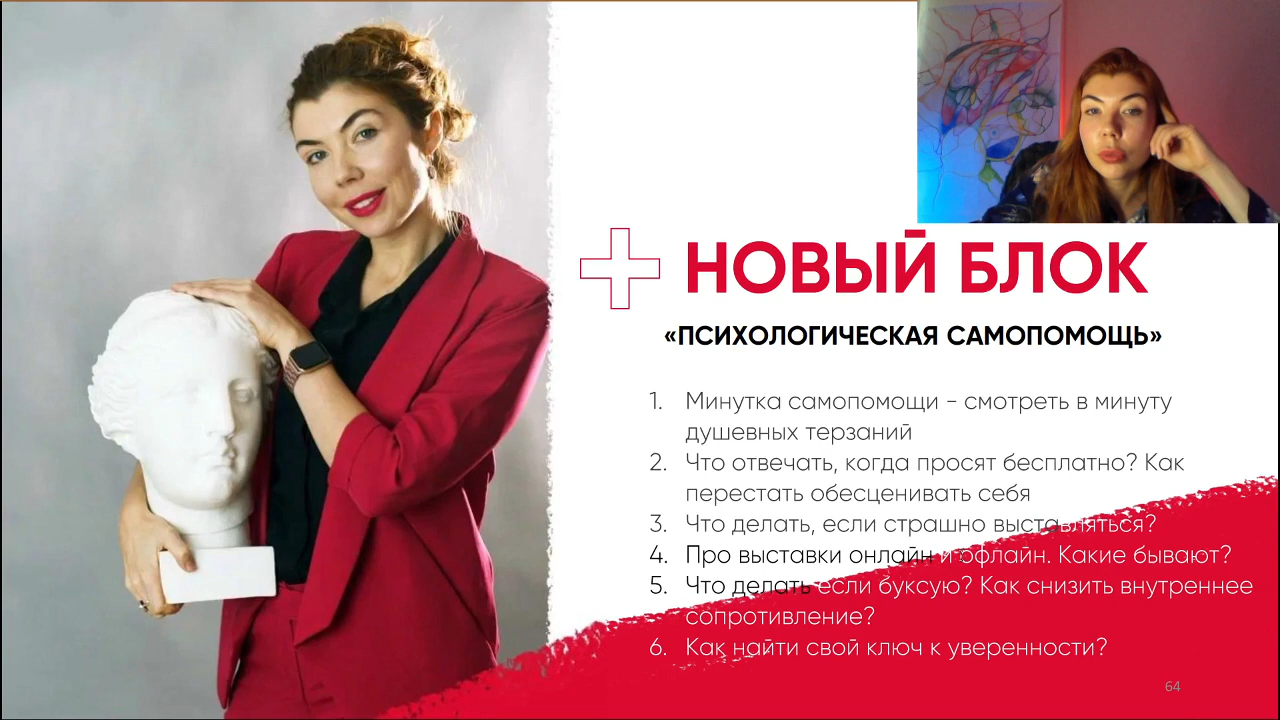 НОВЫЙ БЛОК
«ПСИХОЛОГИЧЕСКАЯ САМОПОМОЩЬ»
1. Минутка самопомощи - смотреть в минуту
душевных терзаний
2. Что отвечать, когда просят бесплатно? Как
перестать обесценивать себя
3. Что делать, если страшно выставляться?
4. Про выставки онлайн и офлайн. Какие бывают?
5. Что делать если буксую? Как снизить внутреннее
сопротивление?
6. Как найти свой ключ к уверенности?
64